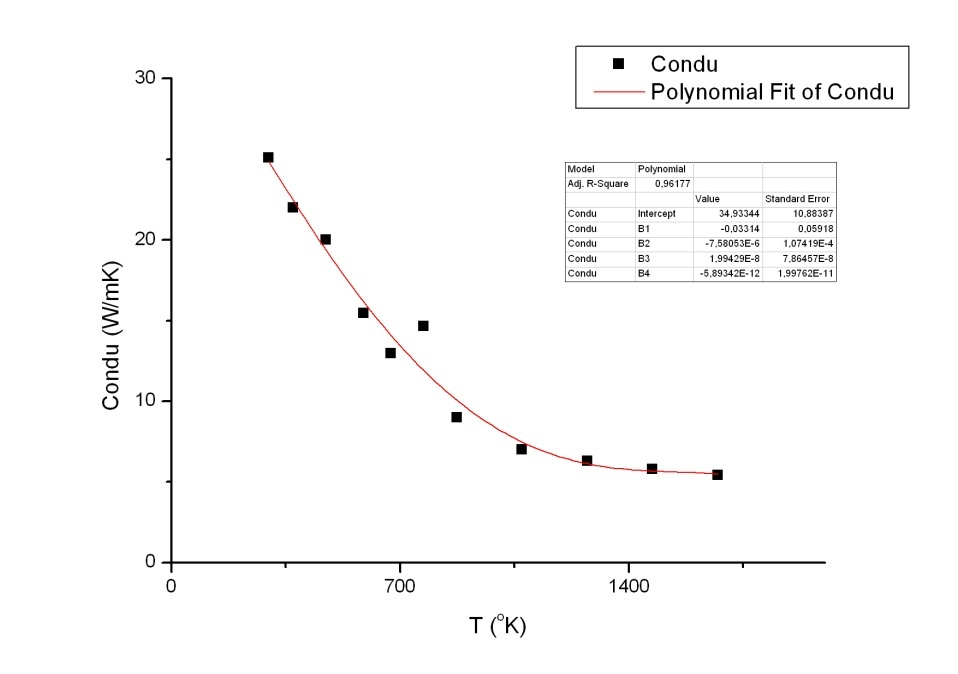 Condu
Polynomial Fit of Condu
30
20
10
0
0 700 1400
Condu (W/mK)
T (°K)
Model Polynomial
Adj. R-Square 0,96177
Value Standard Error
Condu Intercept 34,93344 10,88387
Condu B1 -0,03314 0,05918
Condu B2 -7,58053E-6 1,07419E-4
Condu B3 1,99429E-8 7,86457E-8
Condu B4 -5,89342E-12 1,99762E-11